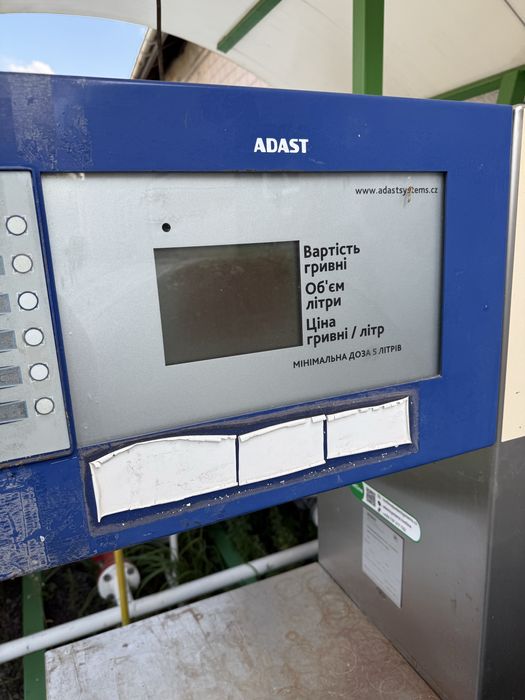 ADAST
www.adastsystems.cz
Вартість
гривні
Об'єм
літри
Ціна
гривні / літр
МІНІМАЛЬНА ДОЗА 5 ЛІТРІВ